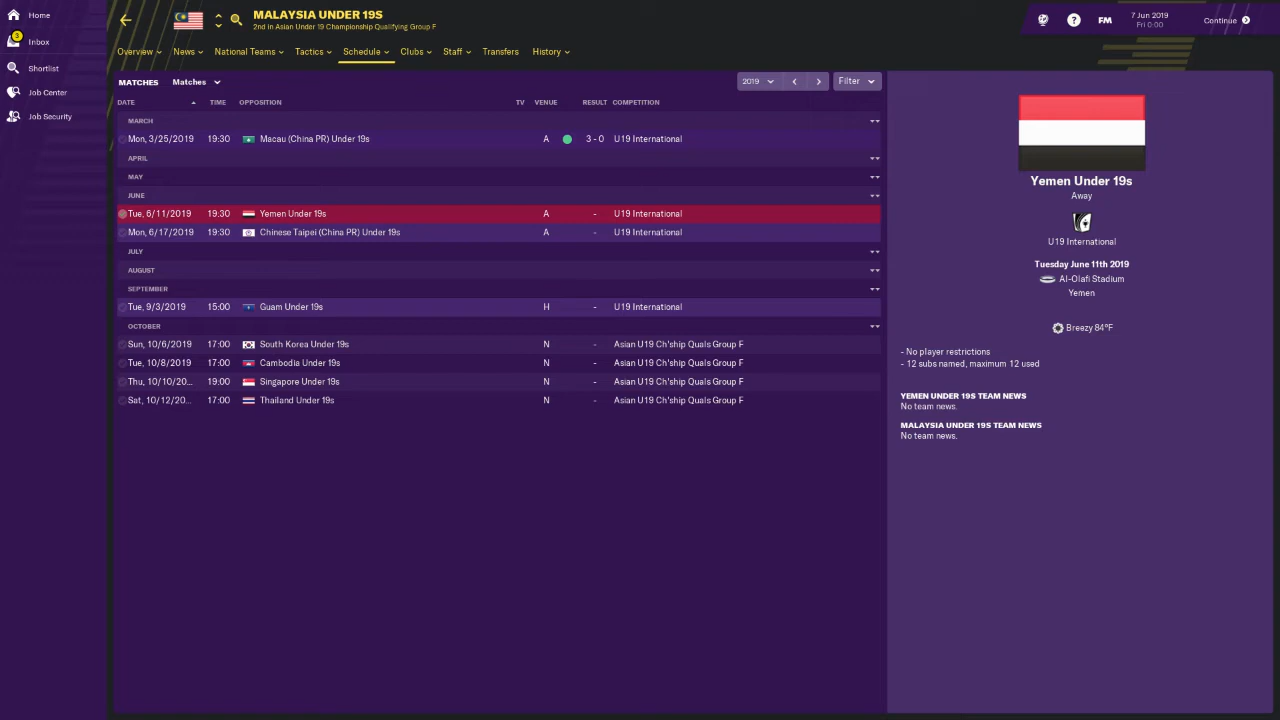 Home
3
Inbox
Shortlist
Job Center
Job Security
MALAYSIA UNDER 19S
2nd in Asian Under 19 Championship Qualifying Group F
FM
7 Jun 2019
Fri 0:00
Continue
Overview News National Teams Tactics Schedule Clubs Staff Transfers History
MATCHES Matches 2019 Filter
DATE TIME OPPOSITION TV VENUE RESULT COMPETITION
MARCH
Mon, 3/25/2019 19:30 Macau (China PR) Under 19s A 3 - 0 U19 International
APRIL
MAY
JUNE
Tue, 6/11/2019 19:30 Yemen Under 19s A - U19 International
Mon, 6/17/2019 19:30 Chinese Taipei (China PR) Under 19s A - U19 International
JULY
AUGUST
SEPTEMBER
Tue, 9/3/2019 15:00 Guam Under 19s H - U19 International
OCTOBER
Sun, 10/6/2019 17:00 South Korea Under 19s N - Asian U19 Ch'ship Quals Group F
Tue, 10/8/2019 17:00 Cambodia Under 19s N - Asian U19 Ch'ship Quals Group F
Thu, 10/10/20... 19:00 Singapore Under 19s N - Asian U19 Ch'ship Quals Group F
Sat, 10/12/20... 17:00 Thailand Under 19s N - Asian U19 Ch'ship Quals Group F
Yemen Under 19s
Away
U19 International
Tuesday June 11th 2019
Al-Olafi Stadium
Yemen
Breezy 84°F
- No player restrictions
- 12 subs named, maximum 12 used
YEMEN UNDER 19S TEAM NEWS
No team news.
MALAYSIA UNDER 19S TEAM NEWS
No team news.